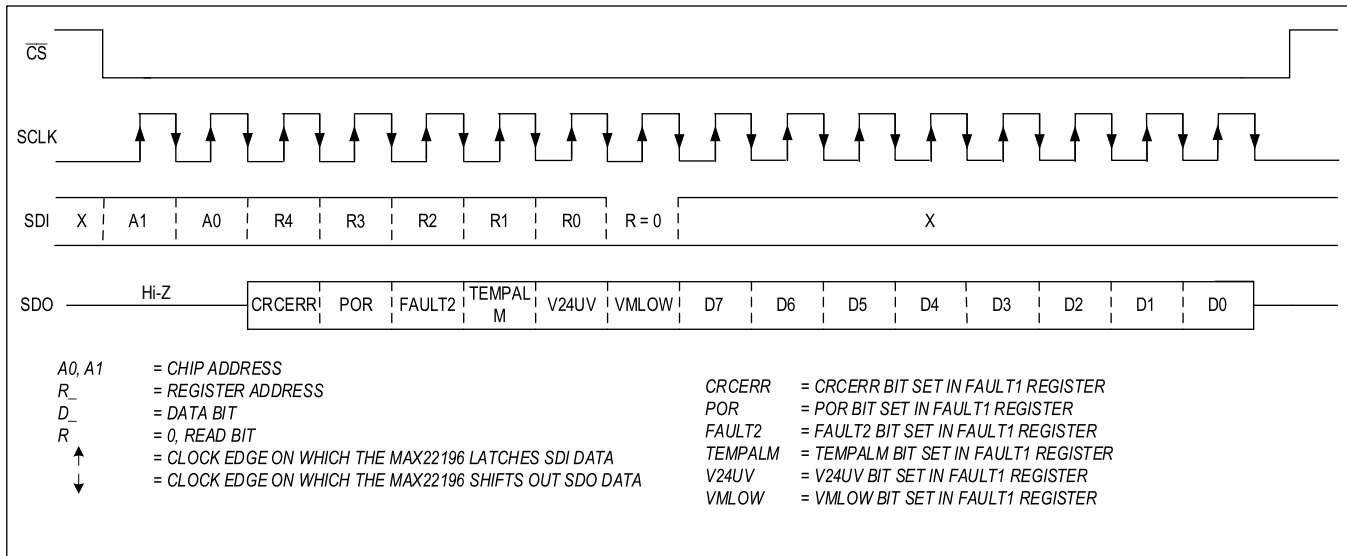 CS
SCLK
SDI X A1 A0 R4 R3 R2 R1 R0 R = 0 X
SDO Hi-Z CRCERR POR FAULT2 TEMPAL
M V24UV VMLOW D7 D6 D5 D4 D3 D2 D1 D0
A0, A1 = CHIP ADDRESS
R_ = REGISTER ADDRESS
D_ = DATA BIT
R = 0, READ BIT
= CLOCK EDGE ON WHICH THE MAX22196 LATCHES SDI DATA
= CLOCK EDGE ON WHICH THE MAX22196 SHIFTS OUT SDO DATA
CRCERR = CRCERR BIT SET IN FAULT1 REGISTER
POR = POR BIT SET IN FAULT1 REGISTER
FAULT2 = FAULT2 BIT SET IN FAULT1 REGISTER
TEMPALM = TEMPALM BIT SET IN FAULT1 REGISTER
V24UV = V24UV BIT SET IN FAULT1 REGISTER
VMLOW = VMLOW BIT SET IN FAULT1 REGISTER